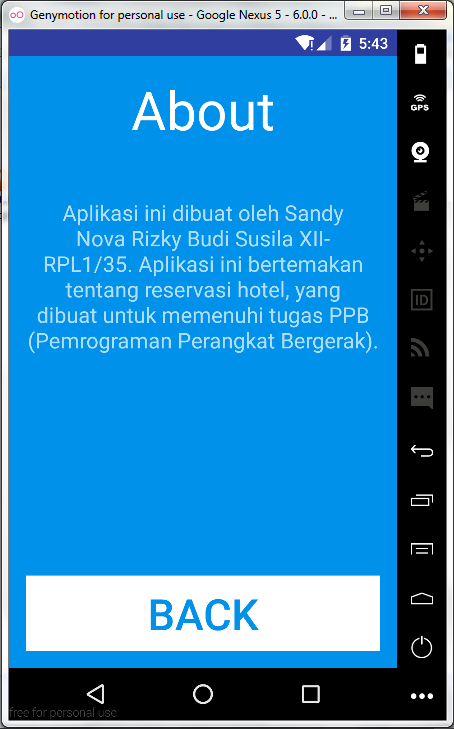 Genymotion for personal use - Google Nexus 5 - 6.0.0 - ...
5:43
About
Aplikasi ini dibuat oleh Sandy
Nova Rizky Budi Susila XII-
RPL1/35. Aplikasi ini bertemakan
tentang reservasi hotel, yang
dibuat untuk memenuhi tugas PPB
(Pemrograman Perangkat Bergerak).
BACK
GPS
ID
free for personal use